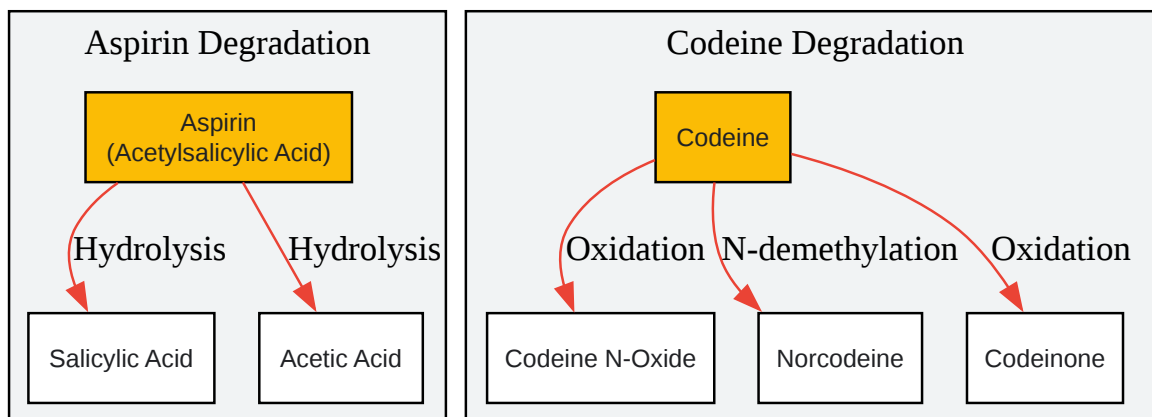 Aspirin Degradation
Aspirin
(Acetylsalicylic Acid)
Hydrolysis
Hydrolysis
Salicylic Acid
Acetic Acid
Codeine Degradation
Codeine
Oxidation
N-demethylation
Oxidation
Codeine N-Oxide
Norcodeine
Codeinone